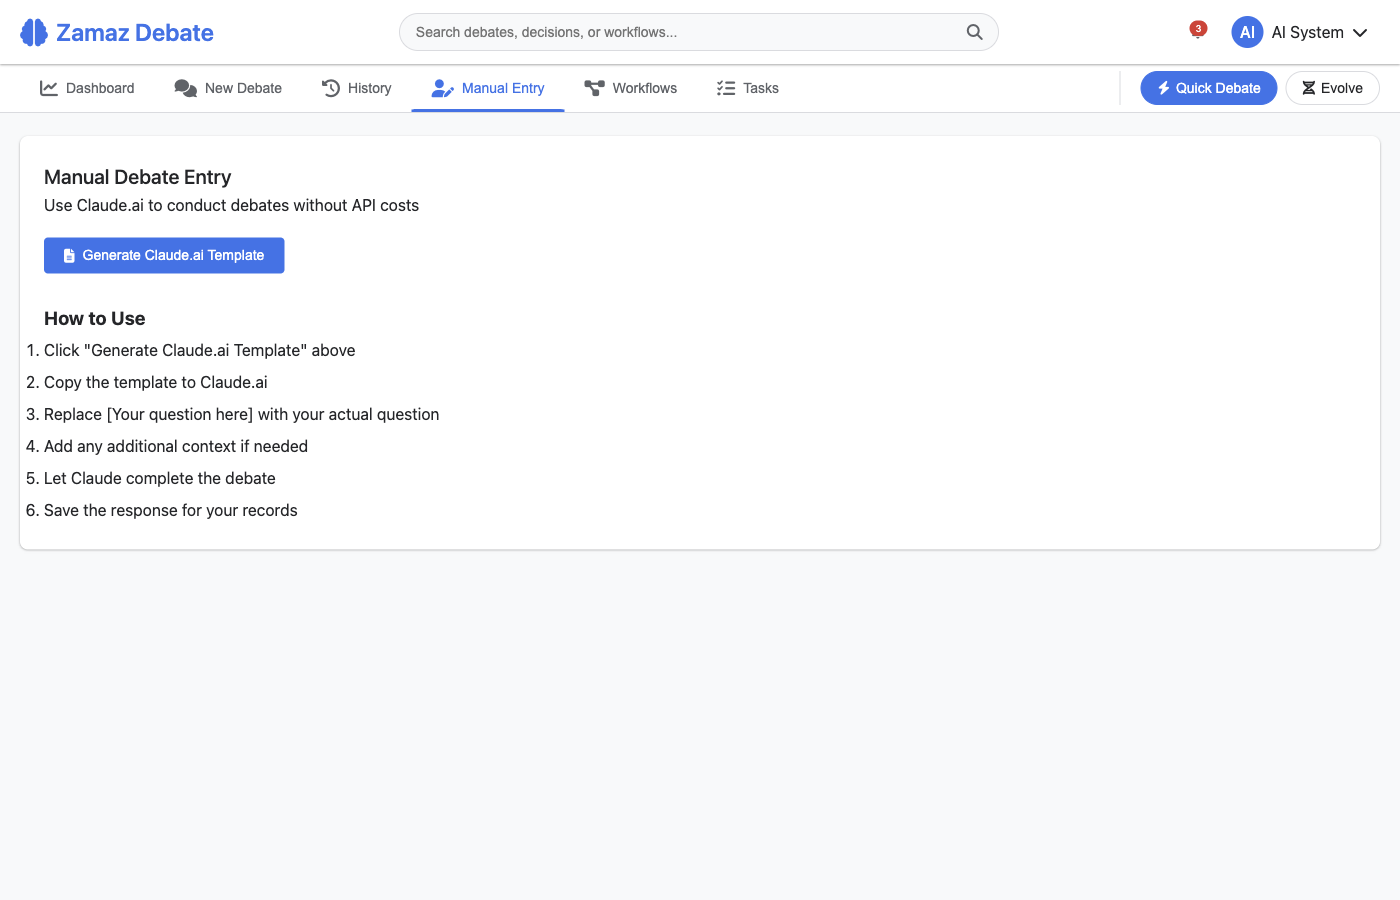 Zamaz Debate
Search debates, decisions, or workflows...
3
AI
AI System
Dashboard
New Debate
History
Manual Entry
Workflows
Tasks
Quick Debate
Evolve
Manual Debate Entry
Use Claude.ai to conduct debates without API costs
Generate Claude.ai Template
How to Use
1. Click "Generate Claude.ai Template" above
2. Copy the template to Claude.ai
3. Replace [Your question here] with your actual question
4. Add any additional context if needed
5. Let Claude complete the debate
6. Save the response for your records